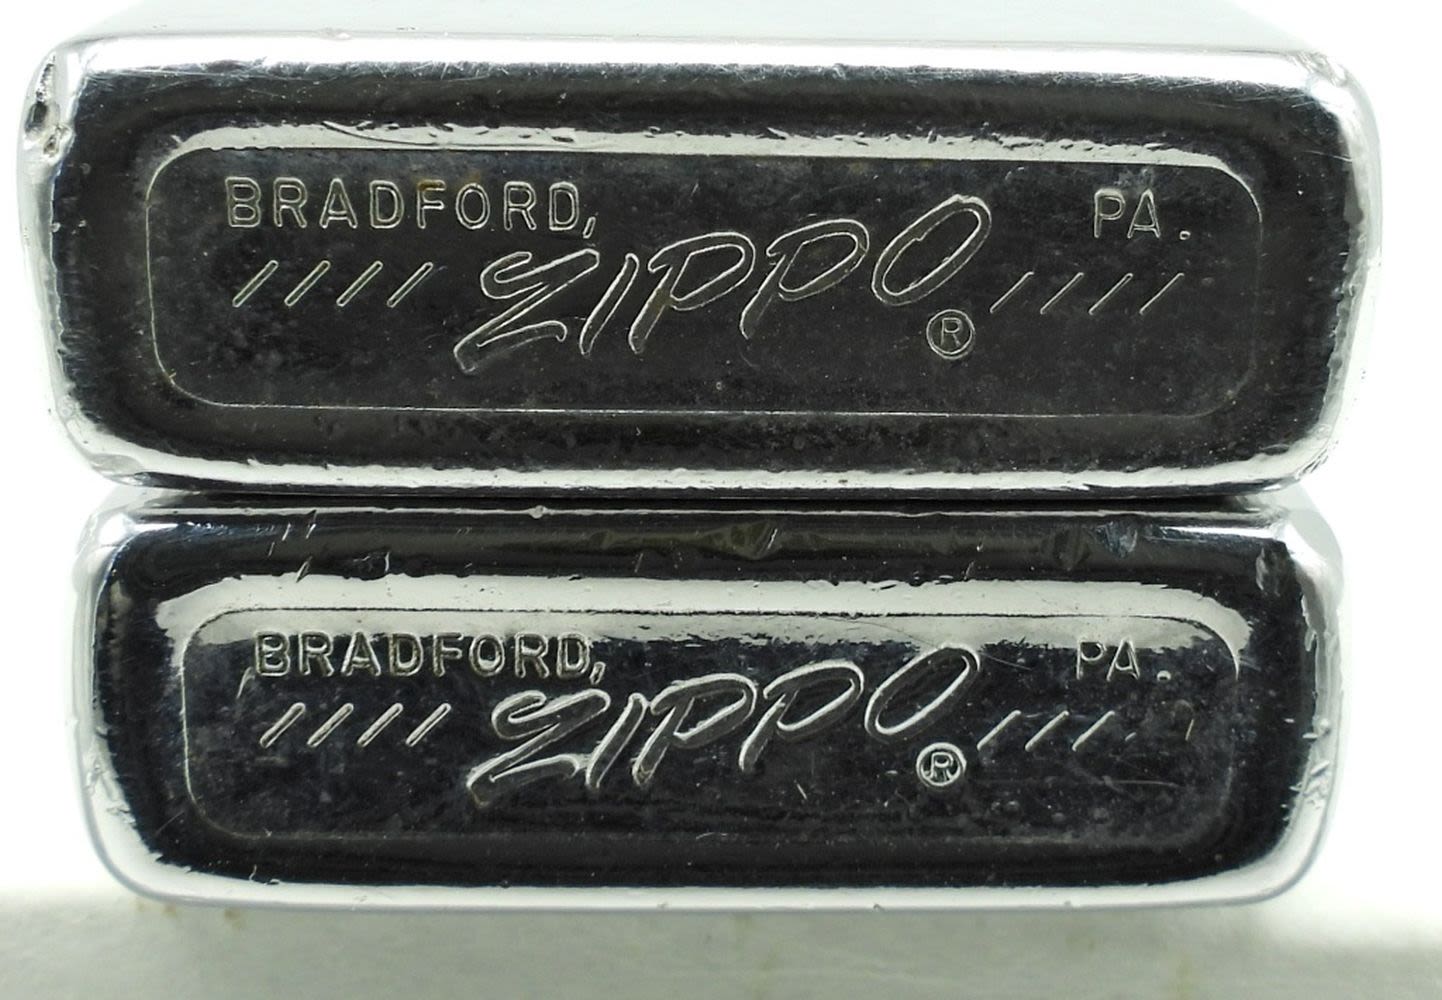 BRADFORD, PA.
//// ZIPPO ® ////
BRADFORD, PA.
//// ZIPPO ® ///